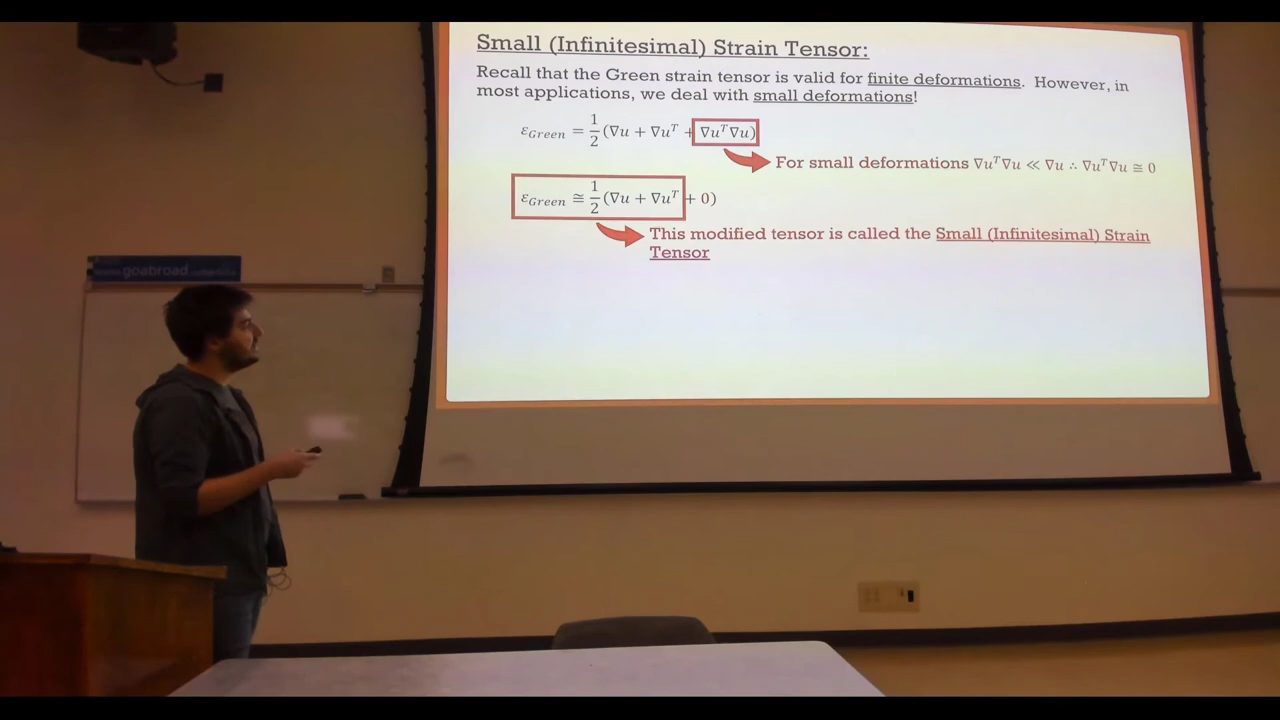 Small (Infinitesimal) Strain Tensor:
Recall that the Green strain tensor is valid for finite deformations. However, in
most applications, we deal with small deformations!
𝜀_Green = 1/2 (∇u + ∇u^T + ∇u^T∇u)
For small deformations ∇u^T∇u ≪ ∇u ∴ ∇u^T∇u ≅ 0
𝜀_Green ≅ 1/2 (∇u + ∇u^T + 0)
This modified tensor is called the Small (Infinitesimal) Strain
Tensor
goabroad